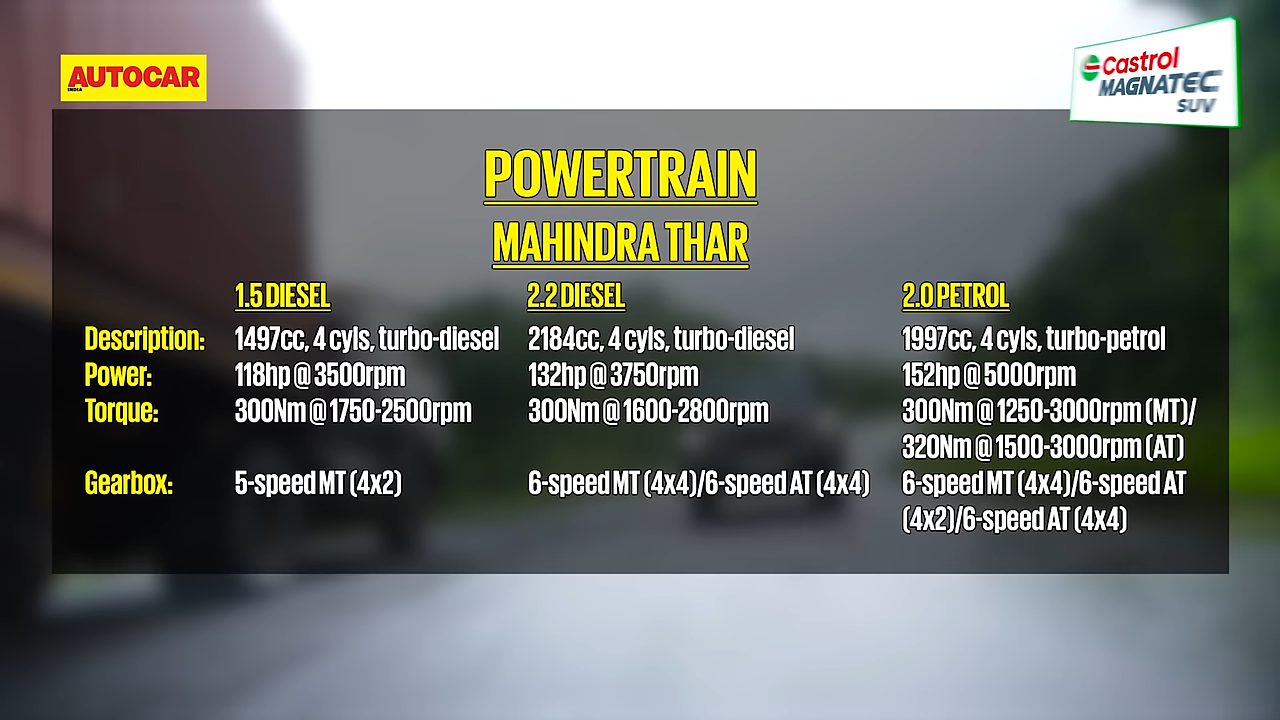 AUTOCAR
INDIA
Castrol
MAGNATEC
SUV
POWERTRAIN
MAHINDRA THAR
1.5 DIESEL 2.2 DIESEL 2.0 PETROL
Description: 1497cc, 4 cyls, turbo-diesel 2184cc, 4 cyls, turbo-diesel 1997cc, 4 cyls, turbo-petrol
Power: 118hp @ 3500rpm 132hp @ 3750rpm 152hp @ 5000rpm
Torque: 300Nm @ 1750-2500rpm 300Nm @ 1600-2800rpm 300Nm @ 1250-3000rpm (MT)/
320Nm @ 1500-3000rpm (AT)
Gearbox: 5-speed MT (4x2) 6-speed MT (4x4)/6-speed AT (4x4) 6-speed MT (4x4)/6-speed AT
(4x2)/6-speed AT (4x4)